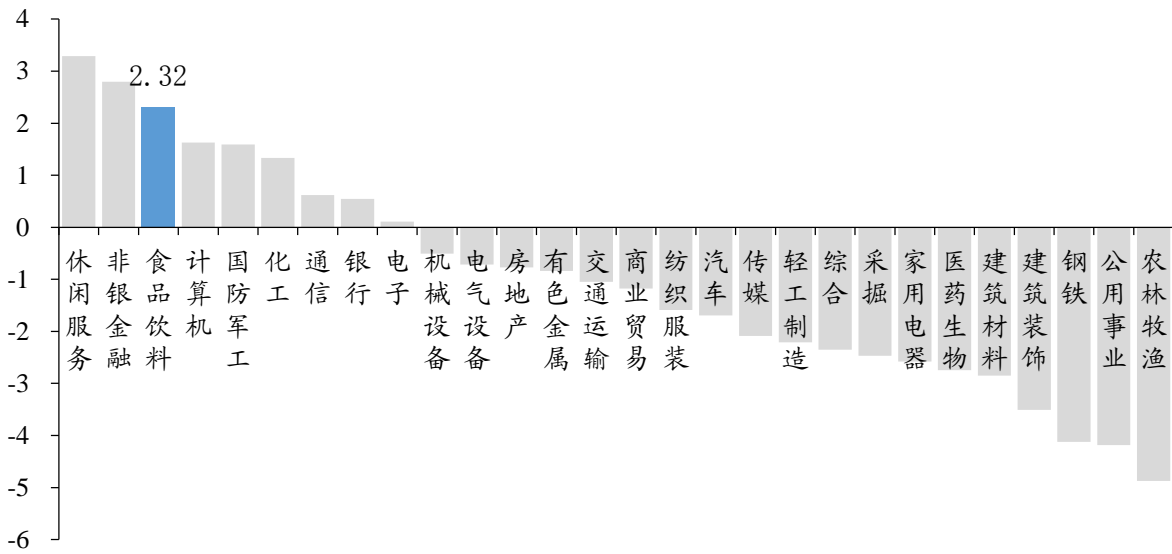 4
3
2
1
0
-1
-2
-3
-4
-5
-6
2.32
休闲服务
非银金融
食品饮料
计算机
国防军工
化工
通信
银行
电子
机械设备
电气设备
房地产
有色金属
交通运输
商业贸易
纺织服装
汽车
传媒
轻工制造
综合
采掘
家用电器
医药生物
建筑材料
建筑装饰
钢铁
公用事业
农林牧渔